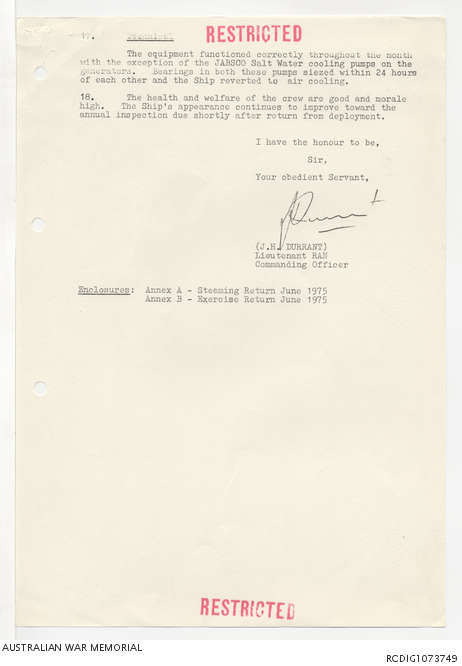 RESTRICTED
17. Technical
The equipment functioned correctly throughout the month
with the exception of the JABSCO Salt Water cooling pumps on the
generators. Bearings in both these pumps siezed within 24 hours
of each other and the Ship reverted to air cooling.
18. The health and welfare of the crew are good and morale
high. The Ship's appearance continues to improve toward the
annual inspection due shortly after return from deployment.
I have the honour to be,
Sir,
Your obedient Servant,
(J.H. DURRANT)
Lieutenant RAN
Commanding Officer
Enclosures: Annex A - Steaming Return June 1975
Annex B - Exercise Return June 1975
RESTRICTED
AUSTRALIAN WAR MEMORIAL
RCDIG1073749